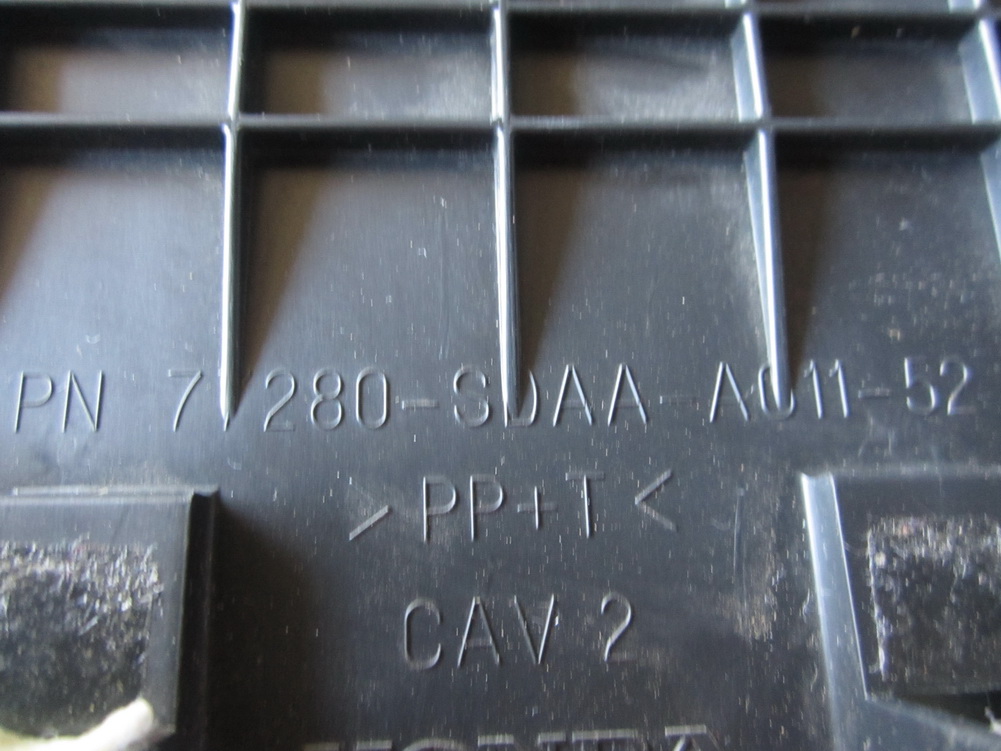 PN 77280-SDAA-A011-52
>PP+T<
CAV 2